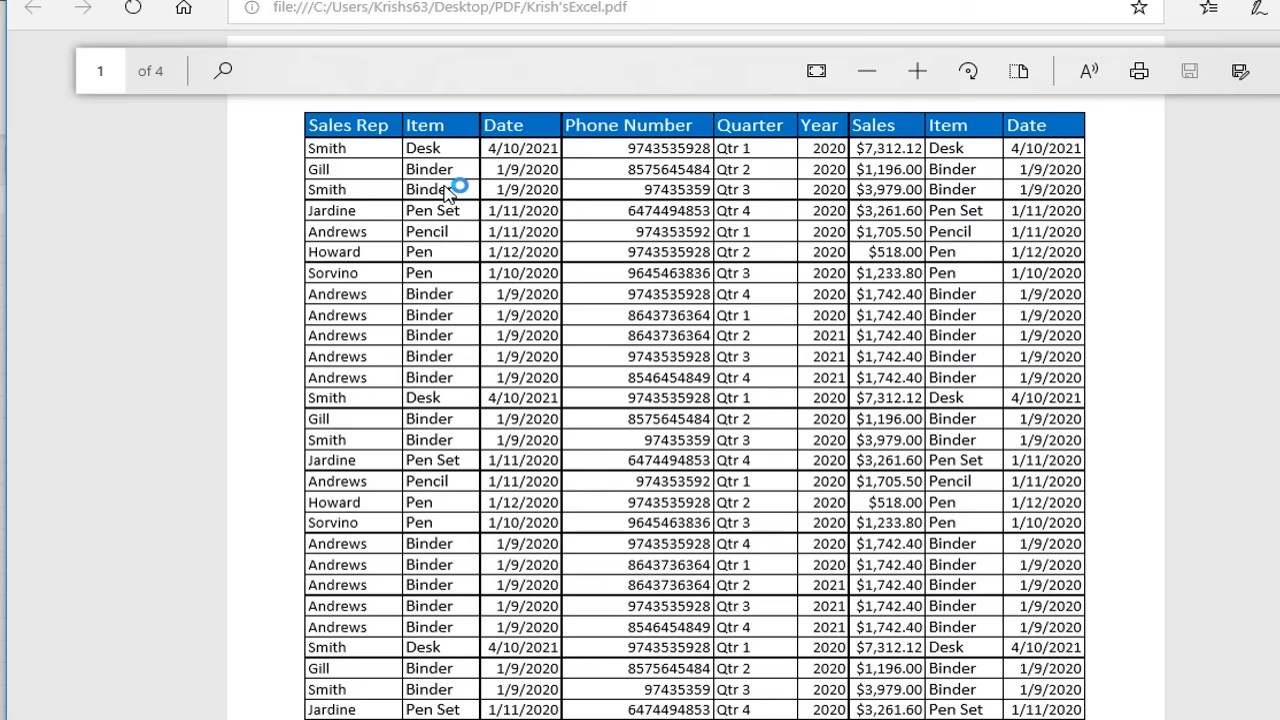 file:///C:/Users/Krishs63/Desktop/PDF/Krish'sExcel.pdf
1 of 4
Sales Rep Item Date Phone Number Quarter Year Sales Item Date
Smith Desk 4/10/2021 9743535928 Qtr 1 2020 $7,312.12 Desk 4/10/2021
Gill Binder 1/9/2020 8575645484 Qtr 2 2020 $1,196.00 Binder 1/9/2020
Smith Binder 1/9/2020 97435359 Qtr 3 2020 $3,979.00 Binder 1/9/2020
Jardine Pen Set 1/11/2020 6474494853 Qtr 4 2020 $3,261.60 Pen Set 1/11/2020
Andrews Pencil 1/11/2020 974353592 Qtr 1 2020 $1,705.50 Pencil 1/11/2020
Howard Pen 1/12/2020 9743535928 Qtr 2 2020 $518.00 Pen 1/12/2020
Sorvino Pen 1/10/2020 9645463836 Qtr 3 2020 $1,233.80 Pen 1/10/2020
Andrews Binder 1/9/2020 9743535928 Qtr 4 2020 $1,742.40 Binder 1/9/2020
Andrews Binder 1/9/2020 8643736364 Qtr 1 2020 $1,742.40 Binder 1/9/2020
Andrews Binder 1/9/2020 8643736364 Qtr 2 2021 $1,742.40 Binder 1/9/2020
Andrews Binder 1/9/2020 9743535928 Qtr 3 2021 $1,742.40 Binder 1/9/2020
Andrews Binder 1/9/2020 8546454849 Qtr 4 2021 $1,742.40 Binder 1/9/2020
Smith Desk 4/10/2021 9743535928 Qtr 1 2020 $7,312.12 Desk 4/10/2021
Gill Binder 1/9/2020 8575645484 Qtr 2 2020 $1,196.00 Binder 1/9/2020
Smith Binder 1/9/2020 97435359 Qtr 3 2020 $3,979.00 Binder 1/9/2020
Jardine Pen Set 1/11/2020 6474494853 Qtr 4 2020 $3,261.60 Pen Set 1/11/2020
Andrews Pencil 1/11/2020 974353592 Qtr 1 2020 $1,705.50 Pencil 1/11/2020
Howard Pen 1/12/2020 9743535928 Qtr 2 2020 $518.00 Pen 1/12/2020
Sorvino Pen 1/10/2020 9645463836 Qtr 3 2020 $1,233.80 Pen 1/10/2020
Andrews Binder 1/9/2020 9743535928 Qtr 4 2020 $1,742.40 Binder 1/9/2020
Andrews Binder 1/9/2020 8643736364 Qtr 1 2020 $1,742.40 Binder 1/9/2020
Andrews Binder 1/9/2020 8643736364 Qtr 2 2021 $1,742.40 Binder 1/9/2020
Andrews Binder 1/9/2020 9743535928 Qtr 3 2021 $1,742.40 Binder 1/9/2020
Andrews Binder 1/9/2020 8546454849 Qtr 4 2021 $1,742.40 Binder 1/9/2020
Smith Desk 4/10/2021 9743535928 Qtr 1 2020 $7,312.12 Desk 4/10/2021
Gill Binder 1/9/2020 8575645484 Qtr 2 2020 $1,196.00 Binder 1/9/2020
Smith Binder 1/9/2020 97435359 Qtr 3 2020 $3,979.00 Binder 1/9/2020
Jardine Pen Set 1/11/2020 6474494853 Qtr 4 2020 $3,261.60 Pen Set 1/11/2020